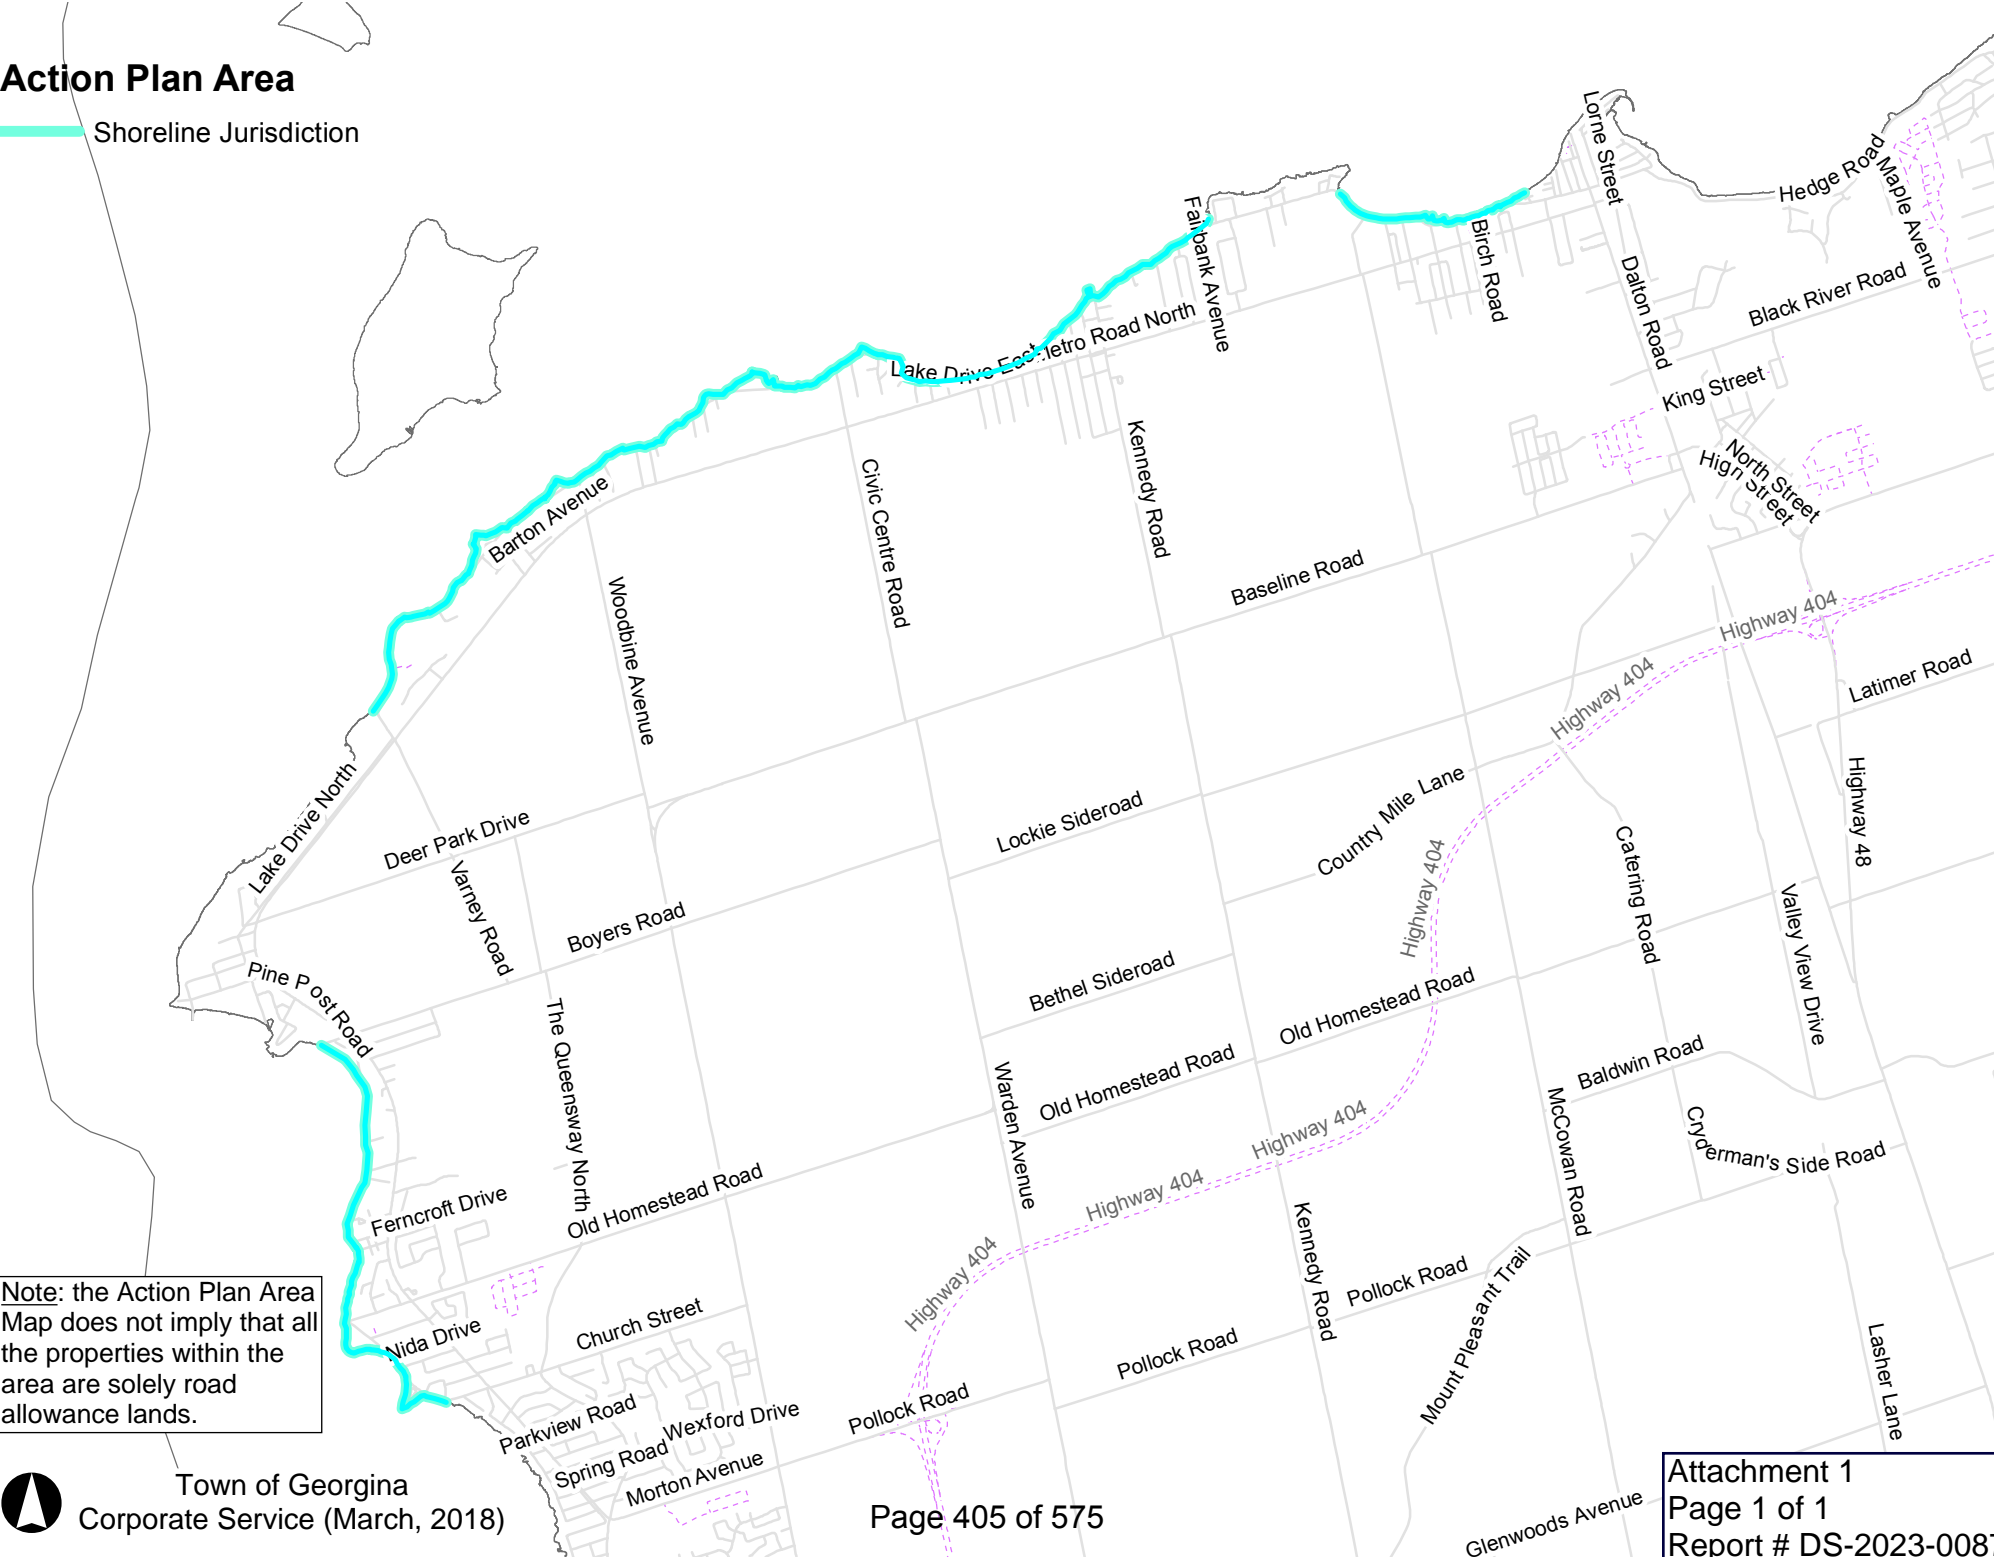 Action Plan Area
Shoreline Jurisdiction
Lorne Street
Hedge Road
Maple Avenue
Fairbank Avenue
Birch Road
Dalton Road
Black River Road
Lake Drive East
Metro Road North
King Street
North Street
High Street
Kennedy Road
Civic Centre Road
Barton Avenue
Woodbine Avenue
Baseline Road
Highway 404
Highway 404
Latimer Road
Highway 48
Lake Drive North
Deer Park Drive
Varney Road
Lockie Sideroad
Country Mile Lane
Highway 404
Catering Road
Valley View Drive
Boyers Road
Pine Post Road
The Queensway North
Bethel Sideroad
Old Homestead Road
Old Homestead Road
Warden Avenue
Baldwin Road
McCowan Road
Cryderman's Side Road
Highway 404
Highway 404
Ferncroft Drive
Old Homestead Road
Highway 404
Kennedy Road
Pollock Road
Mount Pleasant Trail
Lasher Lane
Note: the Action Plan Area
Map does not imply that all
the properties within the
area are solely road
allowance lands.
Nida Drive
Church Street
Pollock Road
Pollock Road
Parkview Road
Wexford Drive
Spring Road
Morton Avenue
Glenwoods Avenue
Town of Georgina
Corporate Service (March, 2018)
Page 405 of 575
Attachment 1
Page 1 of 1
Report # DS-2023-0087